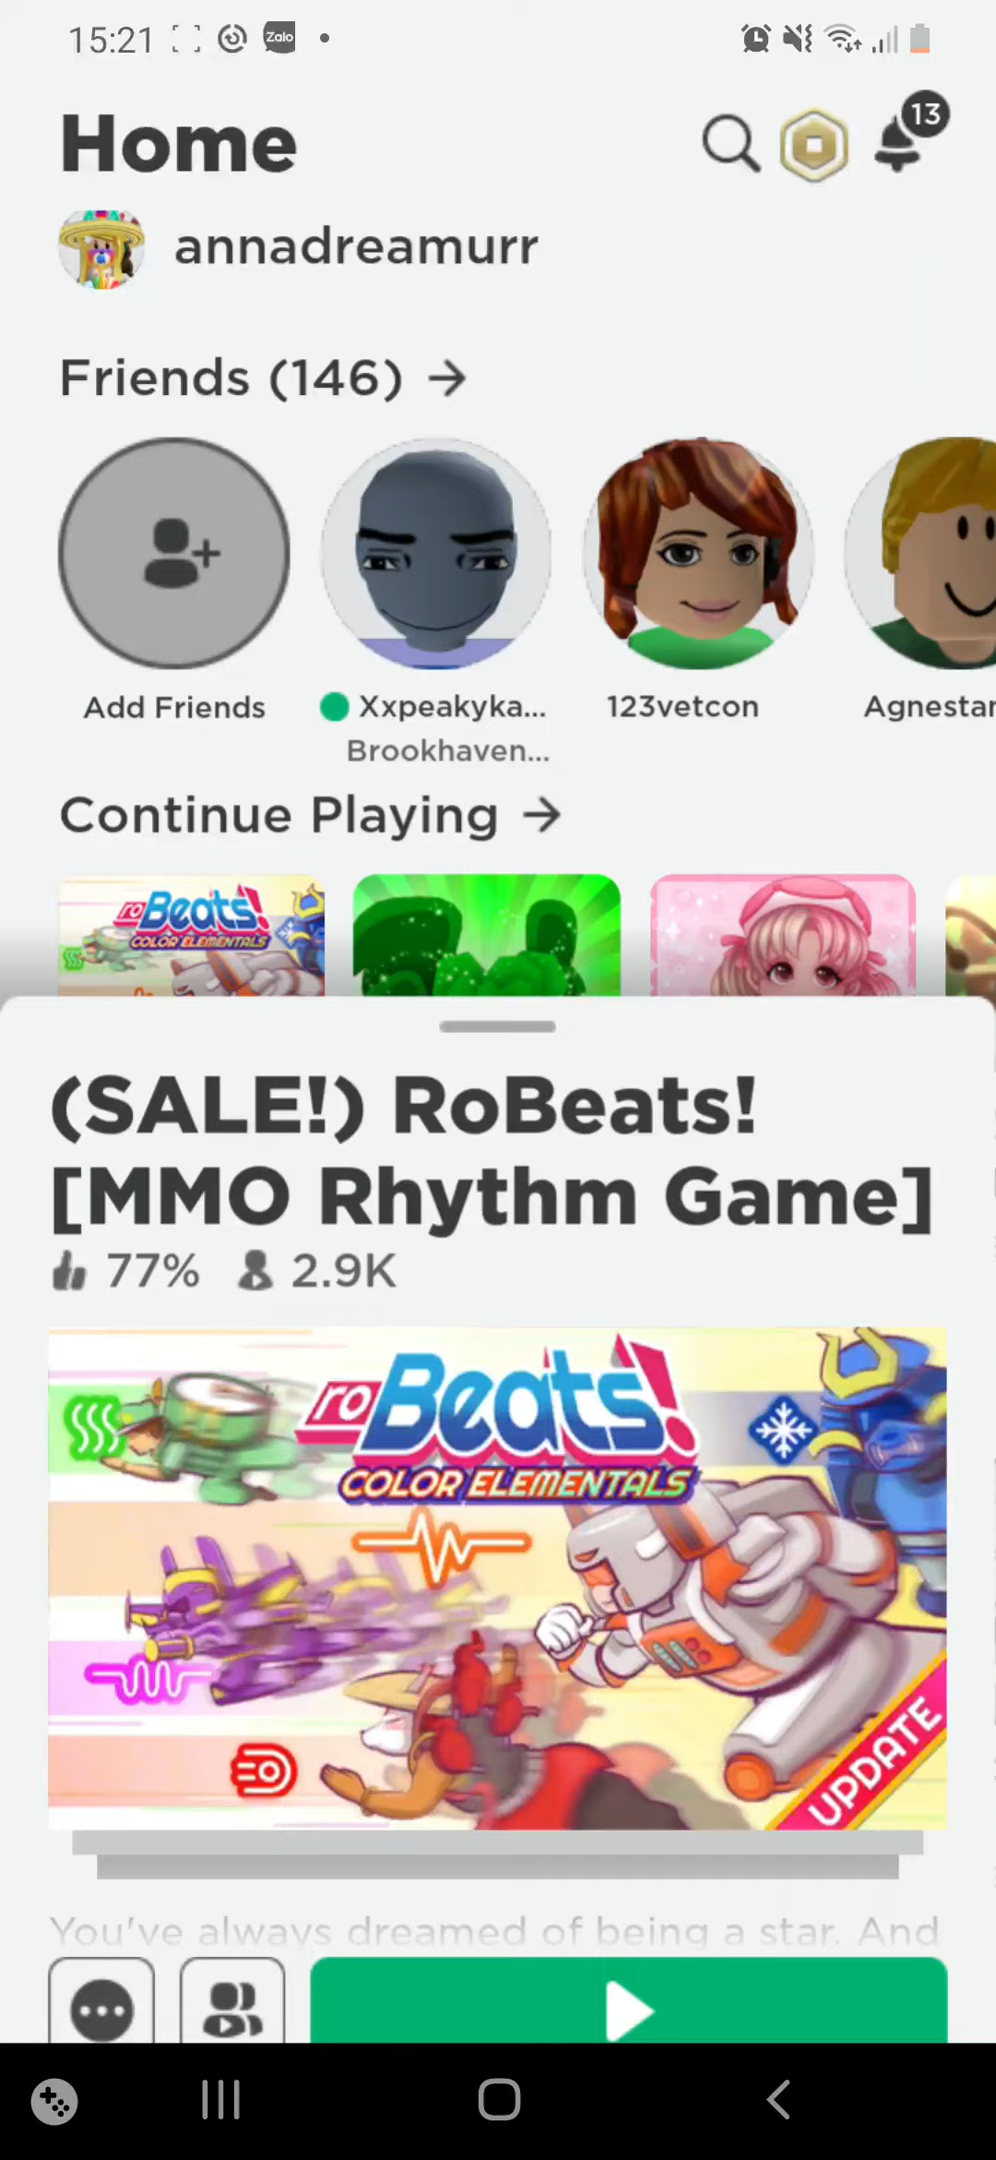 15:21
Zalo
13
Home
annadreamurr
Friends (146)
Add Friends
Xxpeakyka...
123vetcon
Agnestar
Brookhaven...
Continue Playing
roBeats!
COLOR ELEMENTALS
(SALE!) RoBeats!
[MMO Rhythm Game]
77% 2.9K
roBeats!
COLOR ELEMENTALS
UPDATE
You've always dreamed of being a star. And